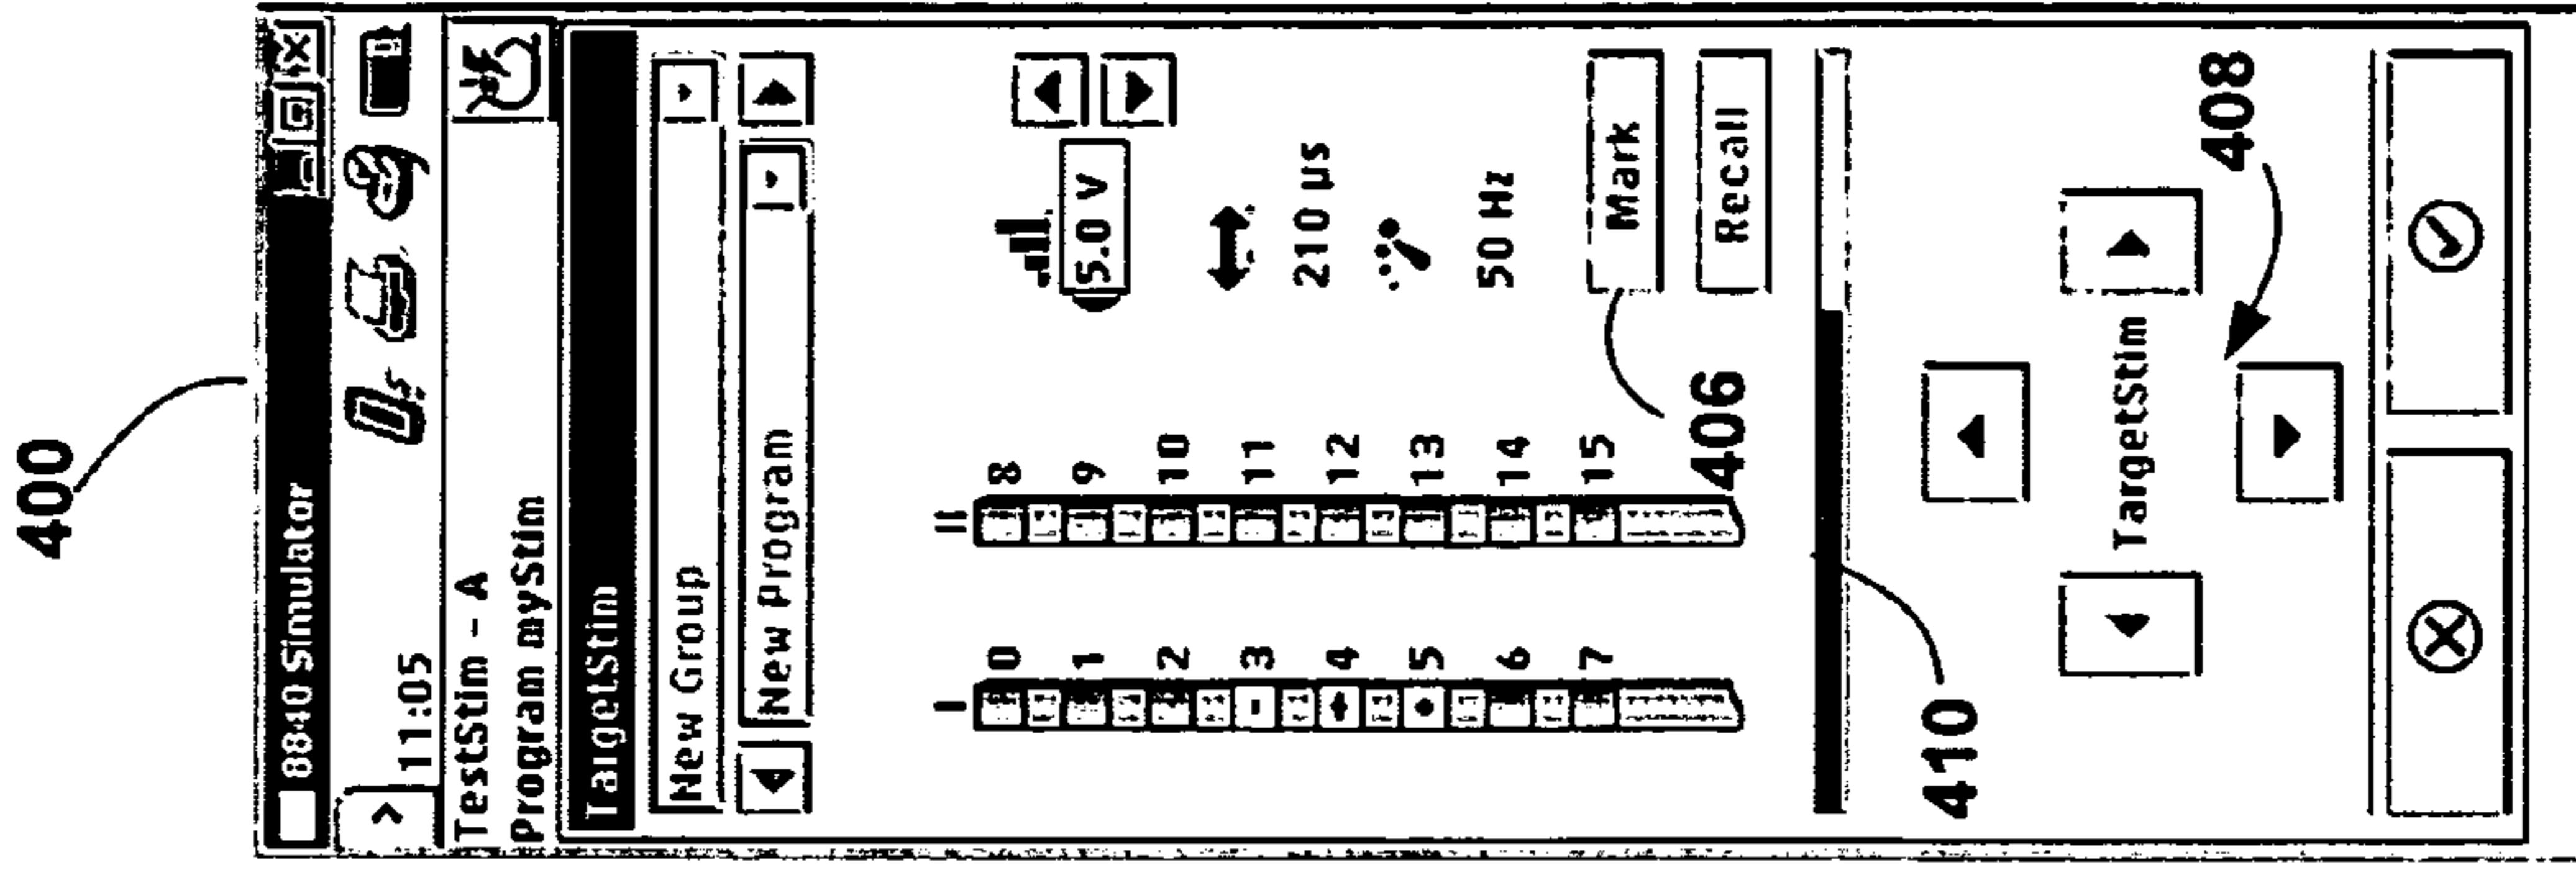 400
8840 Simulator
11:05
TestStim - A
Program myStim
TargetStim
New Group
New Program
I II
0 8
1 9
2 10
3 11
4 12
5 13
6 14
7 15
5.0 V
210 µs
50 Hz
Mark
Recall
406
410
TargetStim
408